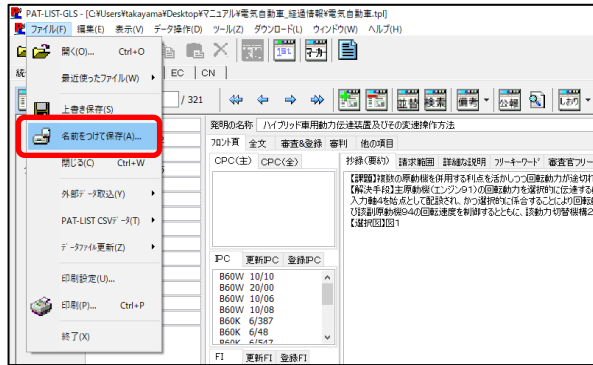 PAT-LIST-GLS - [C:¥Users¥takayama¥Desktop¥マニュアル¥電気自動車_経過情報¥電気自動車.tpl]
ファイル(F) 編集(E) 表示(V) データ操作(D) ツール(Z) ダウンロード(L) ウィンドウ(W) ヘルプ(H)
開く(O)... Ctrl+O
最近使ったファイル(W)
上書き保存(S)
名前をつけて保存(A)...
閉じる(C) Ctrl+W
外部データ取込(Y)
PAT-LIST CSVデータ(T)
データファイル更新(Z)
印刷設定(U)...
印刷(P)... Ctrl+P
終了(X)
統
EC CN
/ 321
並替 検索 備考 公報 しおり
発明の名称 ハイブリッド車用動力伝達装置及びその変速操作方法
フロント頁 全文 審査&登録 審判 他の項目
CPC(主) CPC(全)
抄録(要約) 請求範囲 詳細な説明 フリーキーワード 審査官フリー
【課題】複数の原動機を併用する利点を活かしつつ回転動力が途切れ
【解決手段】主原動機(エンジン91)の回転動力を選択的に伝達する
入力軸4を始点として配設され、かつ選択的に係合することにより回転
び該副原動機94の回転速度を制御するとともに、該動力切替機構2
【選択図】図1
IPC 更新IPC 登録IPC
B60W 10/10
B60W 20/00
B60W 10/06
B60W 10/08
B60K 6/387
B60K 6/48
B60K 6/547
FI 更新FI 登録FI